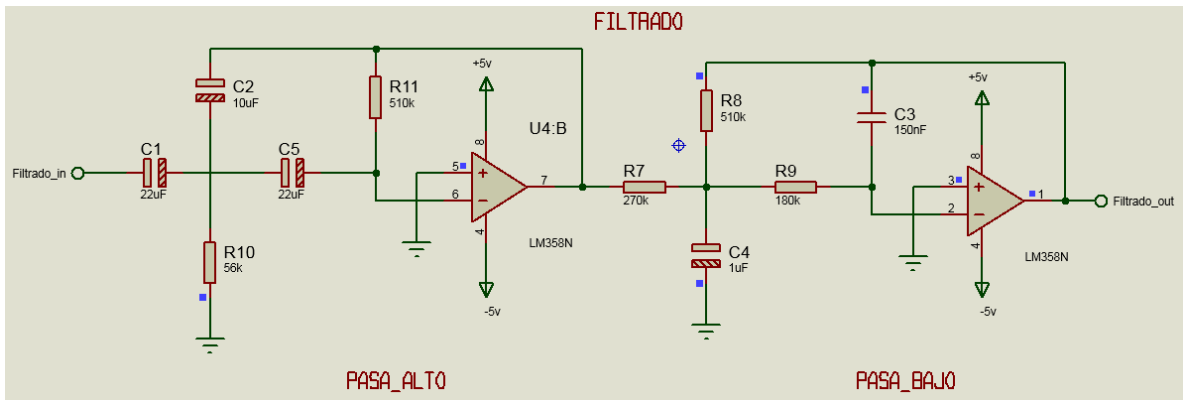 FILTRADO
+5v
+5v
C2
10uF
R11
510k
R8
510k
C3
150nF
U4:B
8
8
C1
22uF
C5
22uF
Filtrado_in
5
6
7
4
R7
270k
R9
180k
3
2
1
4
Filtrado_out
LM358N
LM358N
R10
56k
C4
1uF
-5v
-5v
PASA_ALTO
PASA_BAJO